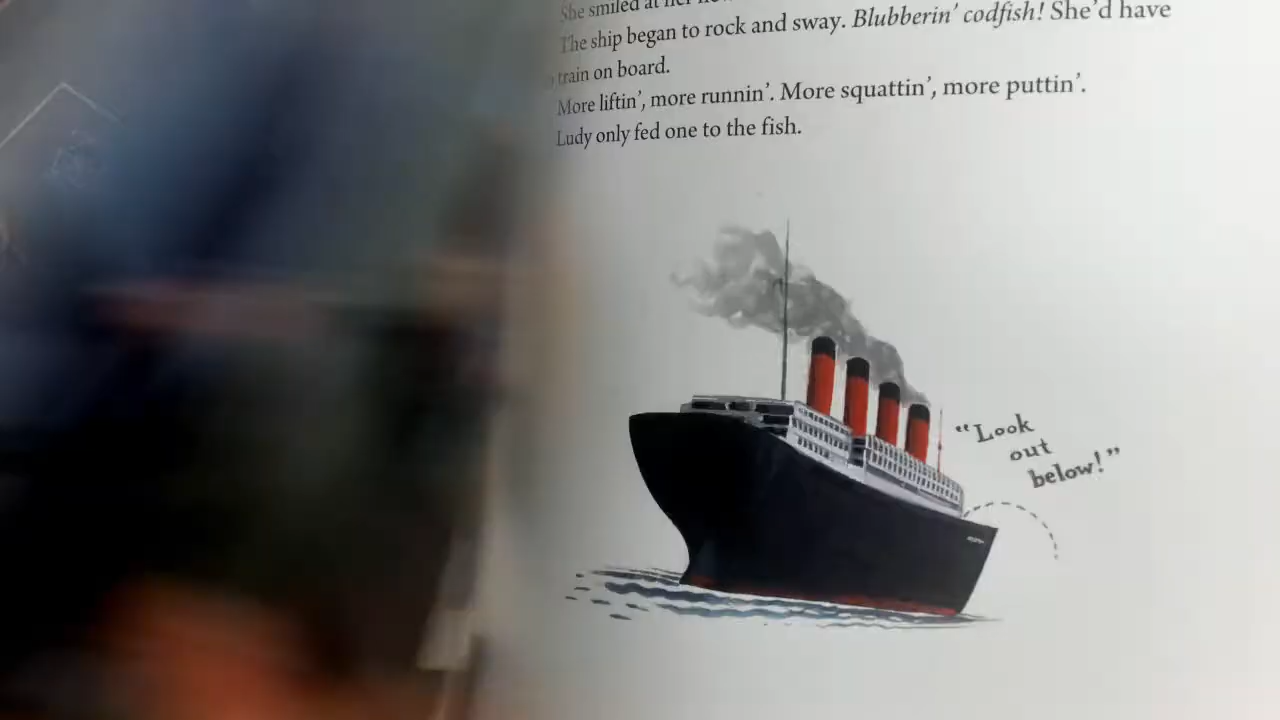 She smiled at her
The ship began to rock and sway. Blubberin’ codfish! She’d have
train on board.
More liftin’, more runnin’. More squattin’, more puttin’.
Ludy only fed one to the fish.
“Look
out
below!”